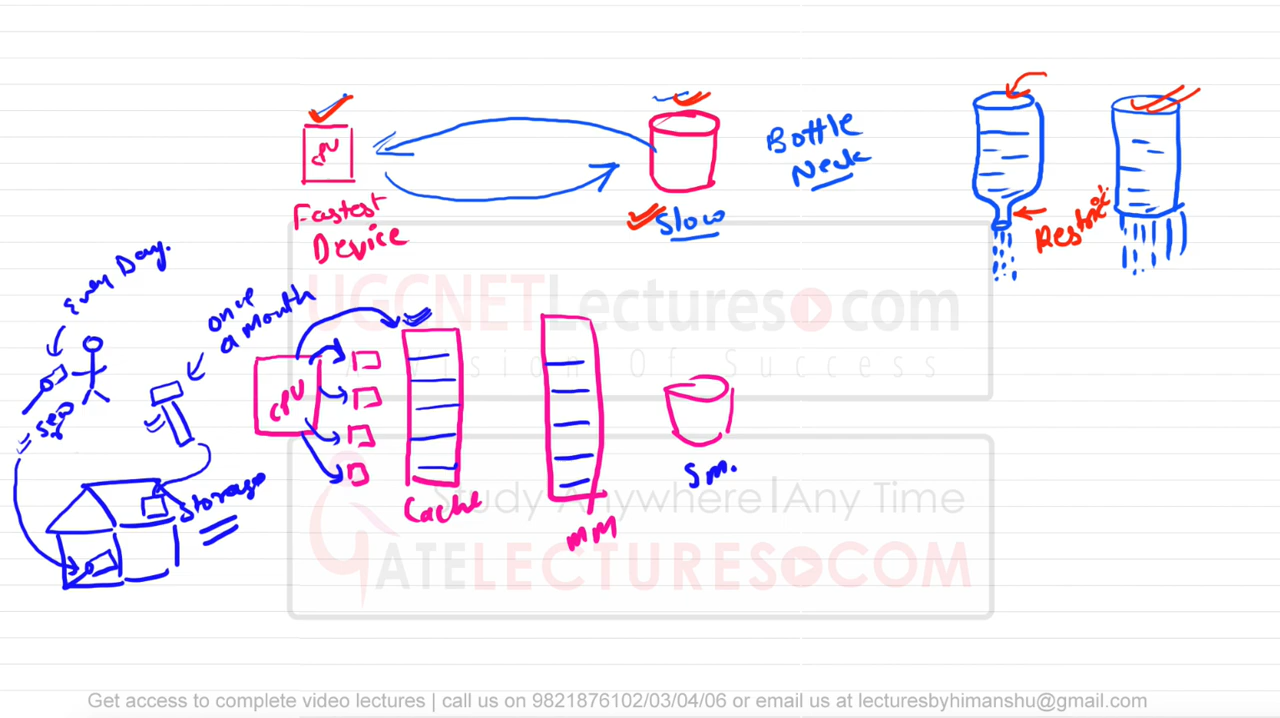 CPU
Fastest
Device
Slow
Bottle
Neck
Every Day.
once
a month
Storage
CPU
Cache
MM
Sm.
UGCNETLectures.com
A Vision Of Success
Study Anywhere|Any Time
GATELECTURES.COM
Get access to complete video lectures | call us on 9821876102/03/04/06 or email us at lecturesbyhimanshu@gmail.com